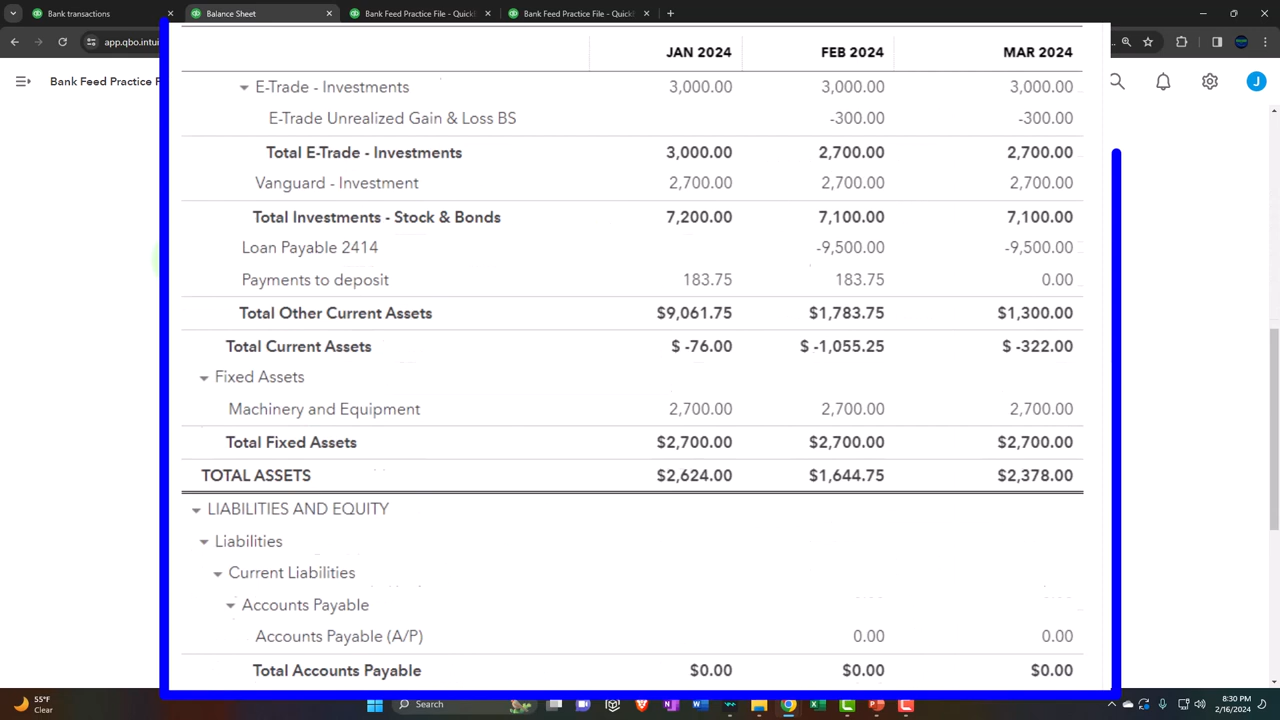 Bank transactions
Balance Sheet
Bank Feed Practice File - Quick
Bank Feed Practice File - Quick
app.qbo.intui
Bank Feed Practice F
J
JAN 2024 FEB 2024 MAR 2024
E-Trade - Investments 3,000.00 3,000.00 3,000.00
E-Trade Unrealized Gain & Loss BS -300.00 -300.00
Total E-Trade - Investments 3,000.00 2,700.00 2,700.00
Vanguard - Investment 2,700.00 2,700.00 2,700.00
Total Investments - Stock & Bonds 7,200.00 7,100.00 7,100.00
Loan Payable 2414 -9,500.00 -9,500.00
Payments to deposit 183.75 183.75 0.00
Total Other Current Assets $9,061.75 $1,783.75 $1,300.00
Total Current Assets $ -76.00 $ -1,055.25 $ -322.00
Fixed Assets
Machinery and Equipment 2,700.00 2,700.00 2,700.00
Total Fixed Assets $2,700.00 $2,700.00 $2,700.00
TOTAL ASSETS $2,624.00 $1,644.75 $2,378.00
LIABILITIES AND EQUITY
Liabilities
Current Liabilities
Accounts Payable
Accounts Payable (A/P) 0.00 0.00
Total Accounts Payable $0.00 $0.00 $0.00
55°F
Clear
Search
8:30 PM
2/16/2024